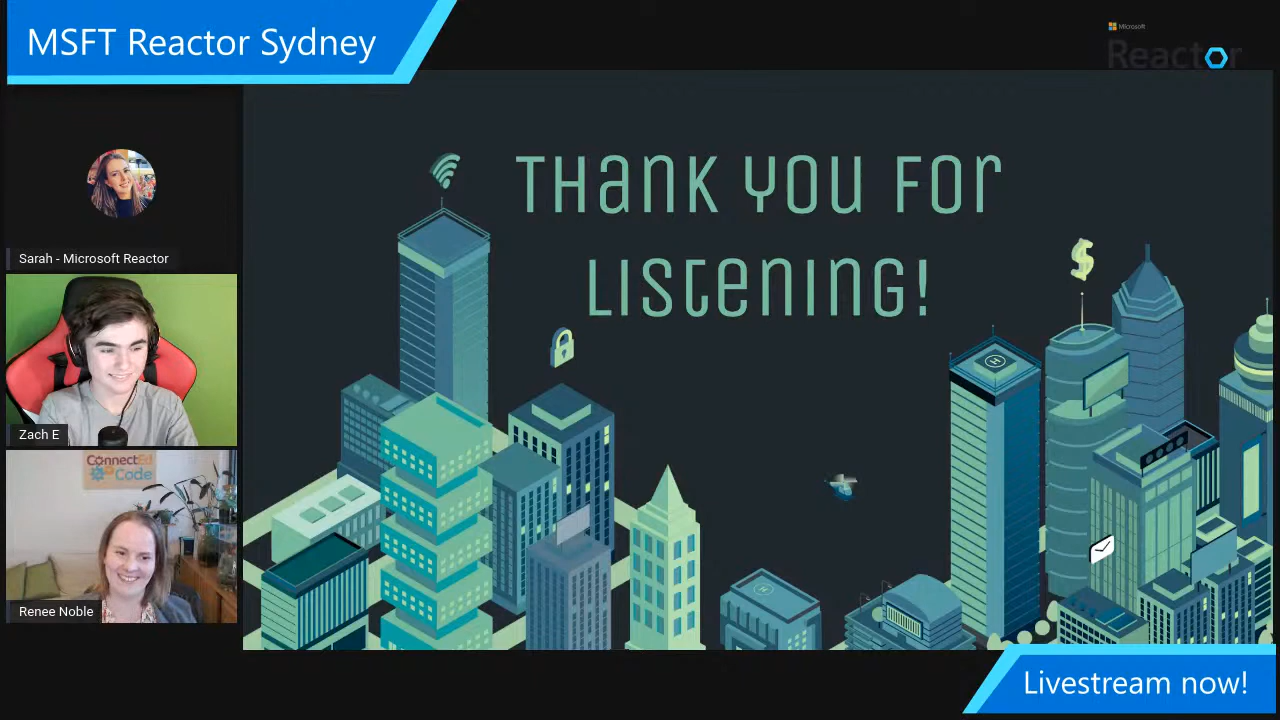 MSFT Reactor Sydney
Microsoft
Reactor
THank YOU FOr
LISTENING!
Sarah - Microsoft Reactor
Zach E
ConnectEd
Code
Renee Noble
H
$
H
Livestream now!